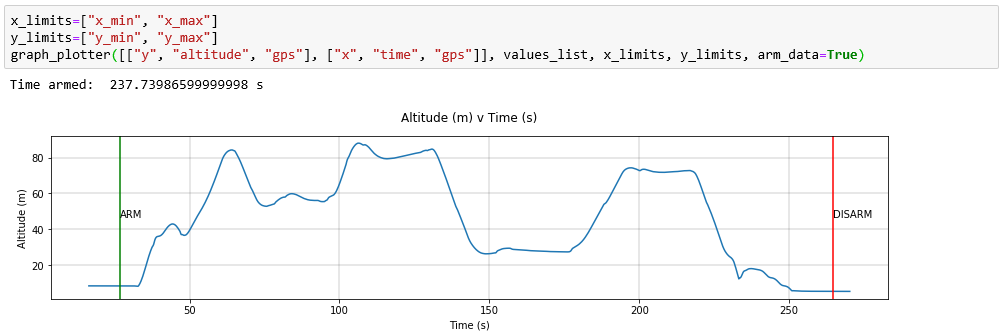 x_limits=["x_min", "x_max"]
y_limits=["y_min", "y_max"]
graph_plotter([["y", "altitude", "gps"], ["x", "time", "gps"]], values_list, x_limits, y_limits, arm_data=True)
Time armed:  237.73986599999998 s
Altitude (m) v Time (s)
Altitude (m)
80
60
40
20
ARM
DISARM
50
100
150
200
250
Time (s)